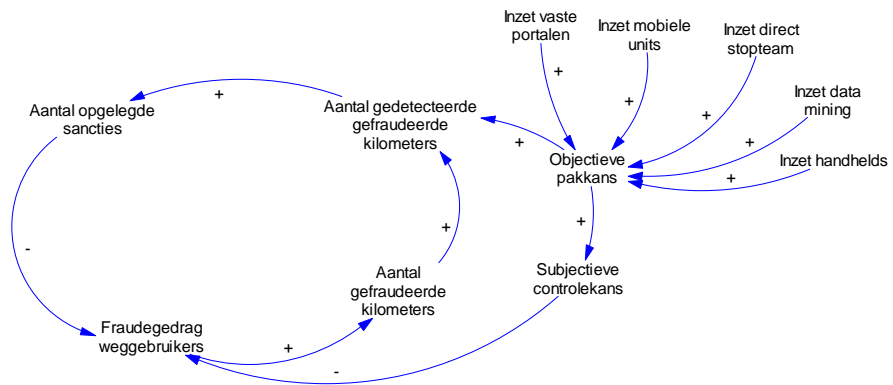 Inzet vaste
portalen
Inzet mobiele
units
Inzet direct
stopteam
Inzet data
mining
Inzet handhelds
Aantal opgelegde
sancties
Aantal gedetecteerde
gefraudeerde
kilometers
Objectieve
pakkans
Subjectieve
controlekans
Aantal
gefraudeerde
kilometers
Fraudegedrag
weggebruikers
+
+
+
+
+
+
+
+
+
+
-
-